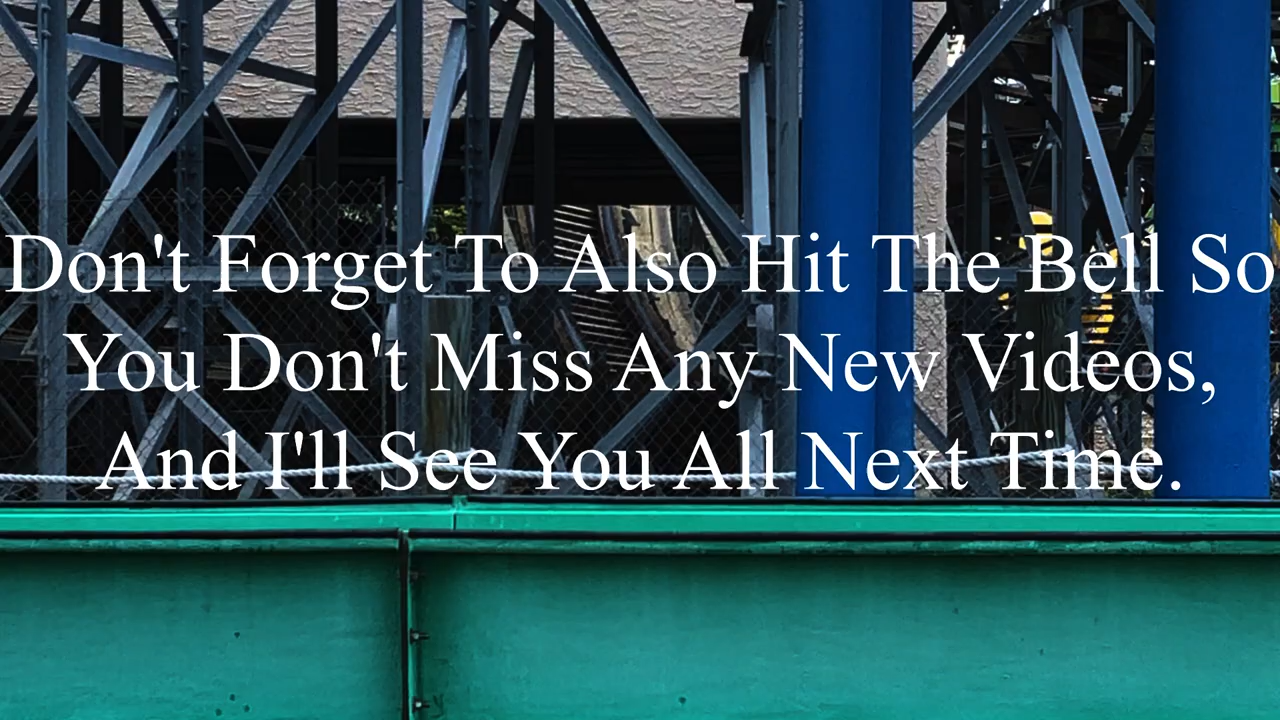 Don't Forget To Also Hit The Bell So
You Don't Miss Any New Videos,
And I'll See You All Next Time.